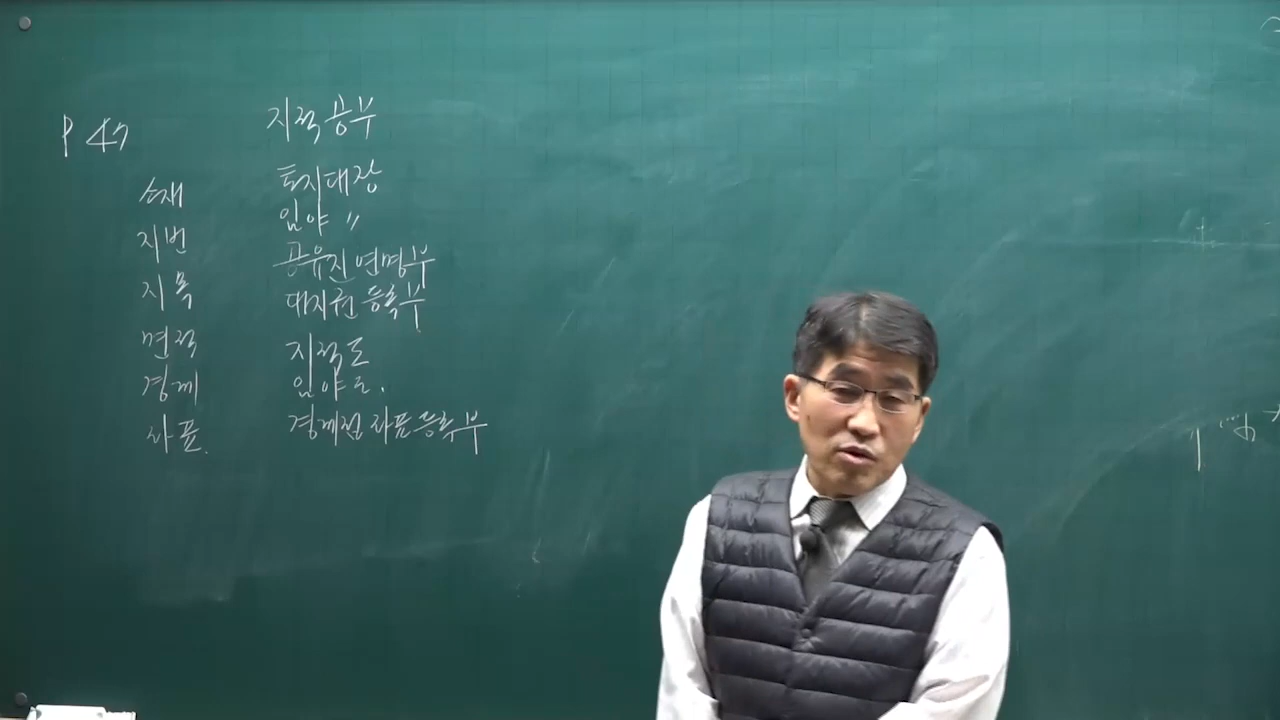 P 47
소재
지번
지목
면적
경계
좌표.
지적공부
토지대장
임야 〃
공유지연명부
대지권등록부
지적도
임야도.
경계점좌표등록부